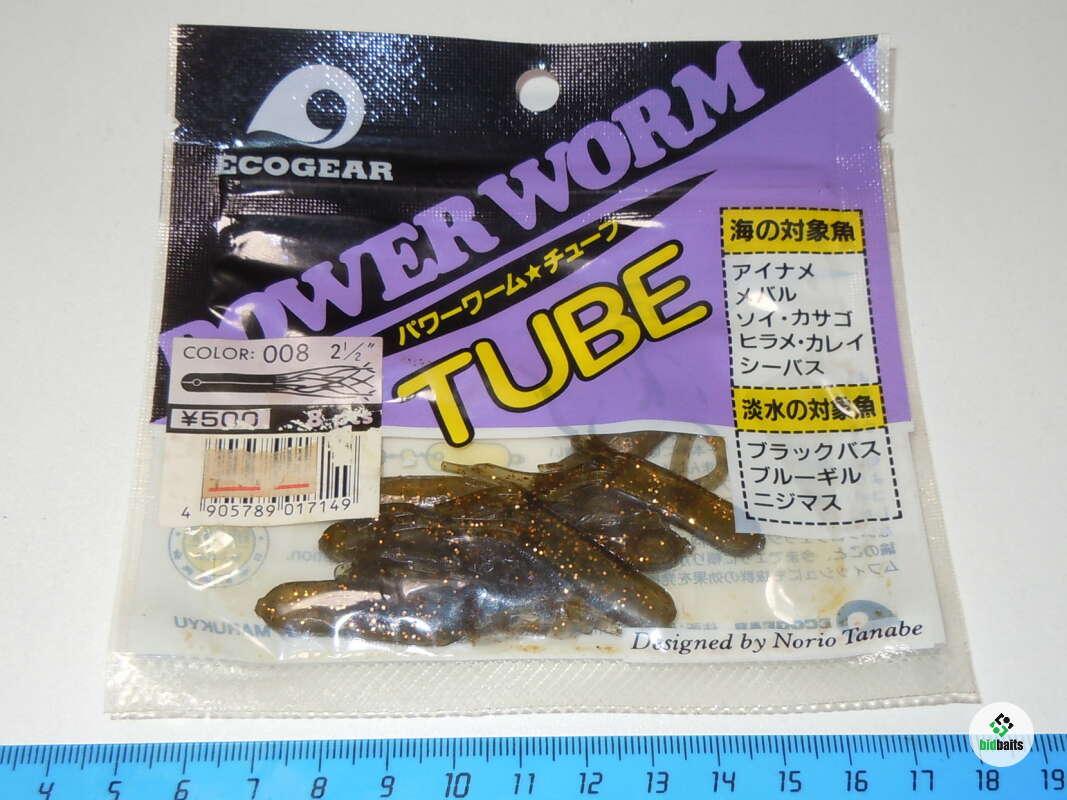 ECOGEAR
POWER WORM
パワーワーム★チューブ
TUBE
海の対象魚
アイナメ
メバル
ソイ・カサゴ
ヒラメ・カレイ
シーバス
淡水の対象魚
ブラックバス
ブルーギル
ニジマス
COLOR: 008 2 1/2"
¥500 8 pcs
4 905789 017149
ECOGEAR
MARUKYU
Designed by Norio Tanabe
bidbaits
4 5 6 7 8 9 10 11 12 13 14 15 16 17 18 19